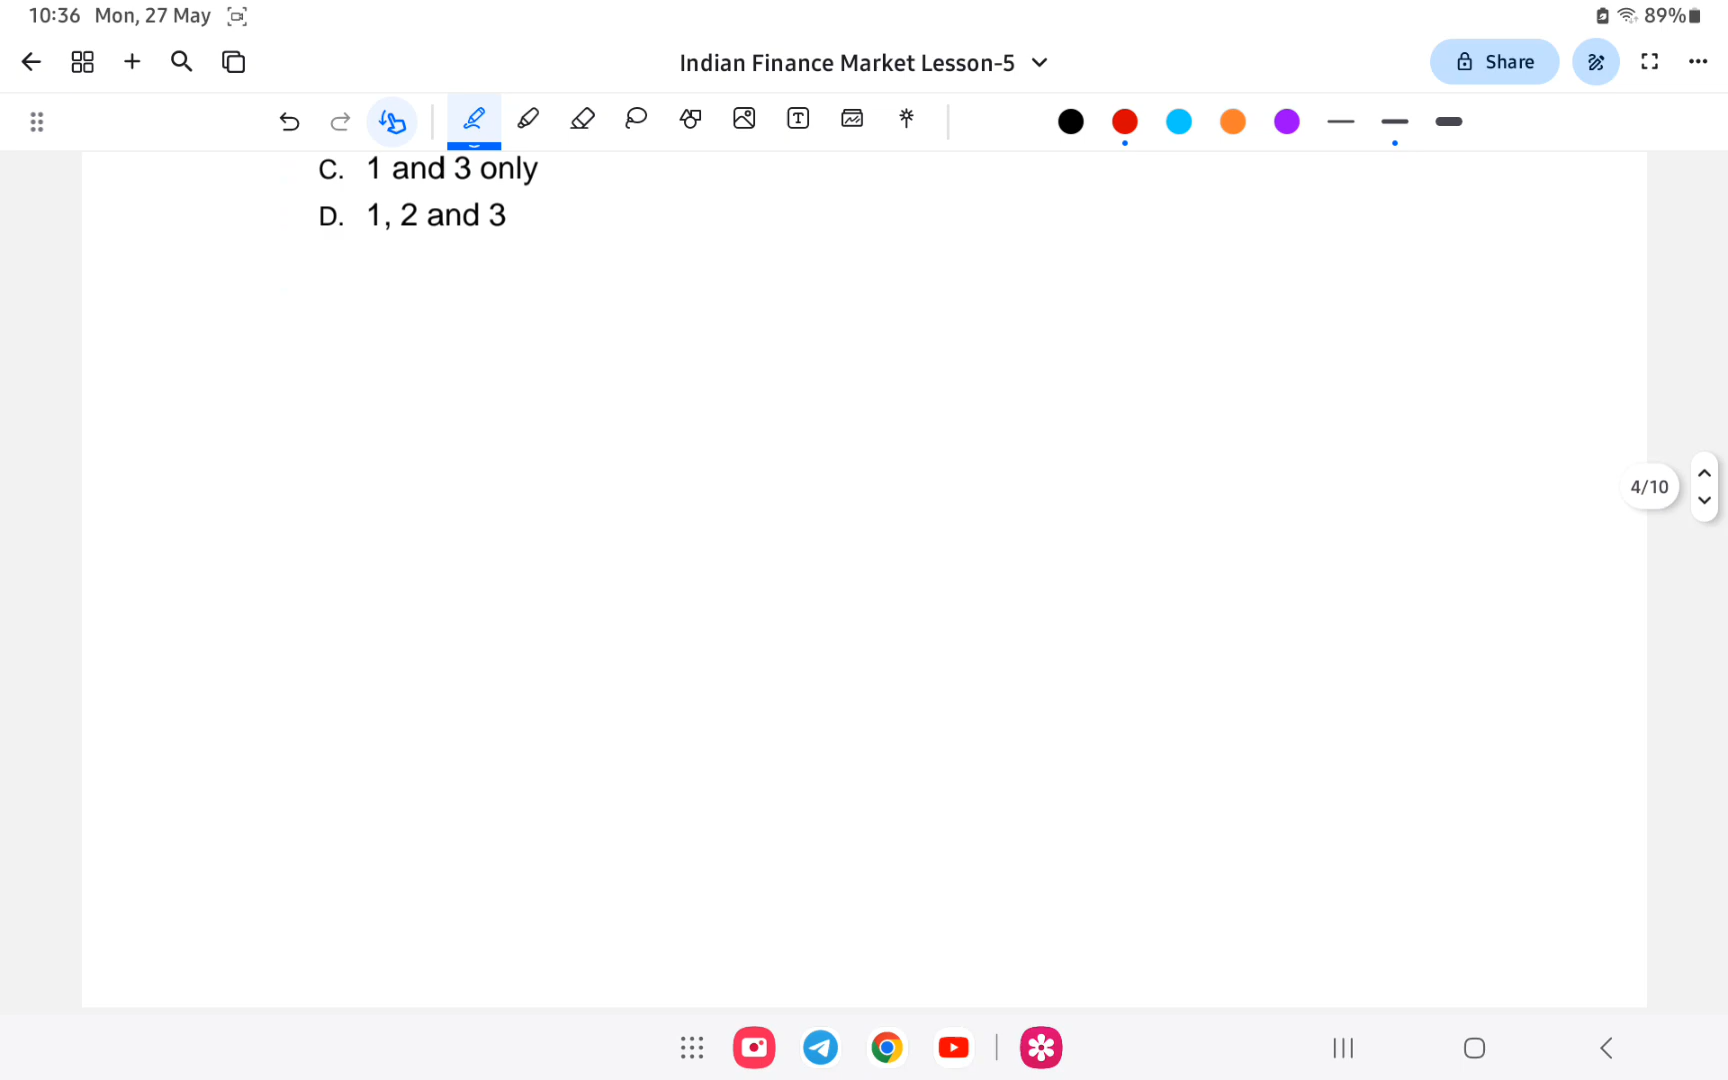 10:36 Mon, 27 May 89%
Indian Finance Market Lesson-5 Share
C. 1 and 3 only
D. 1, 2 and 3
4/10